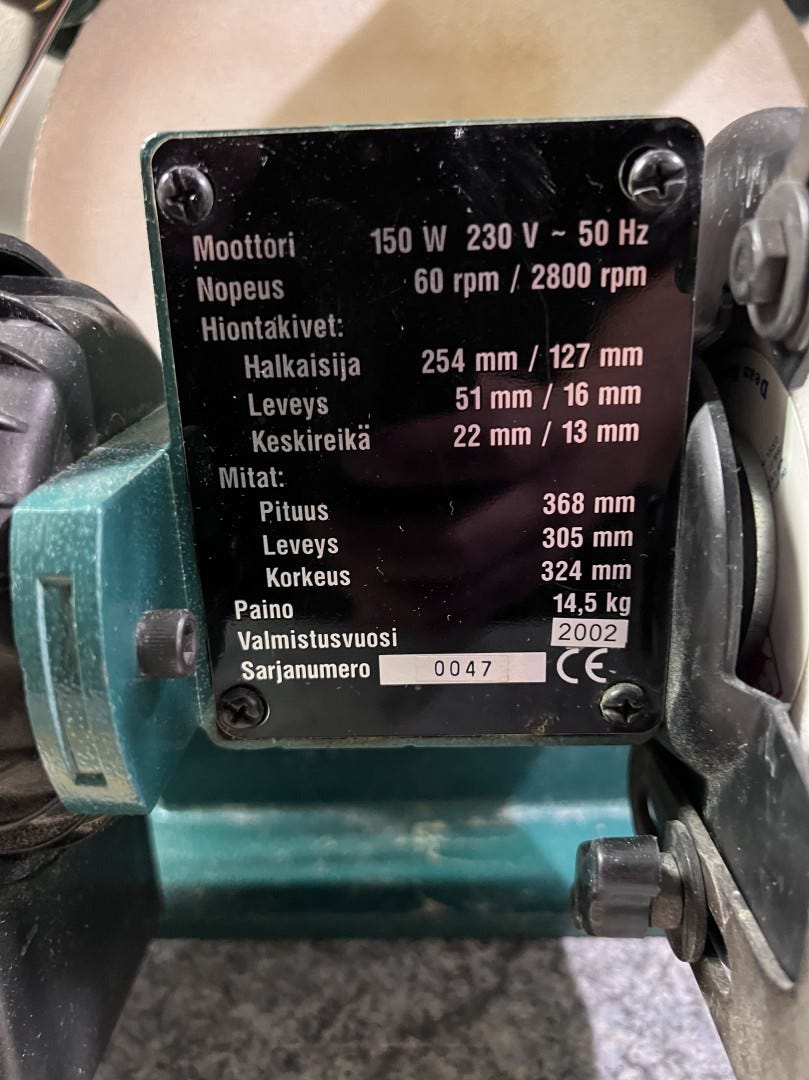 Moottori 150 W 230 V ~ 50 Hz
Nopeus 60 rpm / 2800 rpm
Hiontakivet:
Halkaisija 254 mm / 127 mm
Leveys 51 mm / 16 mm
Keskireikä 22 mm / 13 mm
Mitat:
Pituus 368 mm
Leveys 305 mm
Korkeus 324 mm
Paino 14,5 kg
Valmistusvuosi 2002
Sarjanumero 0047 CE